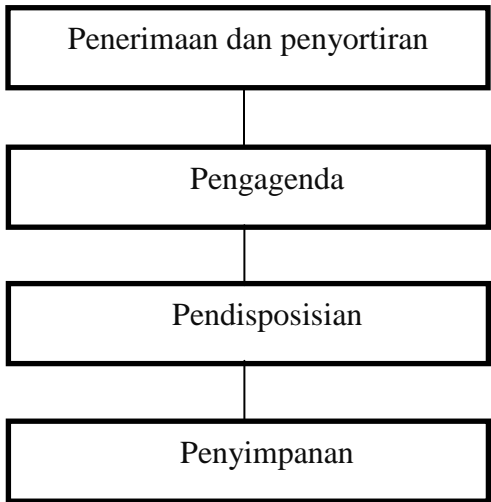 Penerimaan dan penyortiran
Pengagenda
Pendisposisian
Penyimpanan